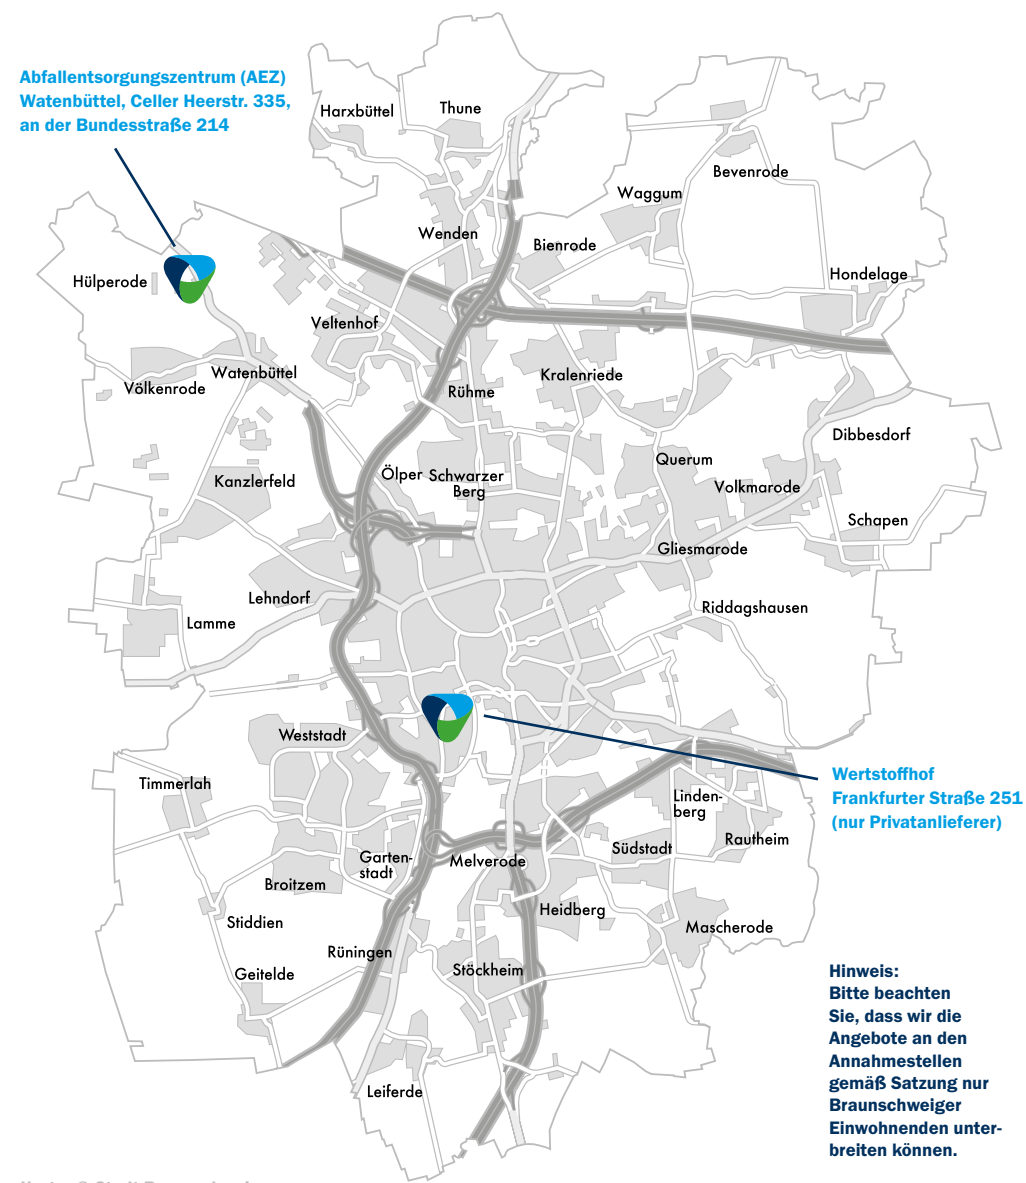 Abfallentsorgungszentrum (AEZ)
Watenbüttel, Celler Heerstr. 335,
an der Bundesstraße 214
Harxbüttel
Thune
Bevenrode
Waggum
Wenden
Bienrode
Hondelage
Hülperode
Veltenhof
Watenbüttel
Völkenrode
Kralenriede
Rühme
Dibbesdorf
Querum
Ölper
Schwarzer
Berg
Kanzlerfeld
Volkmarode
Schapen
Gliesmarode
Lehndorf
Riddagshausen
Lamme
Weststadt
Timmerlah
Wertstoffhof
Frankfurter Straße 251
(nur Privatanlieferer)
Linden-
berg
Rautheim
Südstadt
Garten-
stadt
Melverode
Broitzem
Heidberg
Stiddien
Mascherode
Rüningen
Geitelde
Stöckheim
Leiferde
Hinweis:
Bitte beachten
Sie, dass wir die
Angebote an den
Annahmestellen
gemäß Satzung nur
Braunschweiger
Einwohnenden unter-
breiten können.